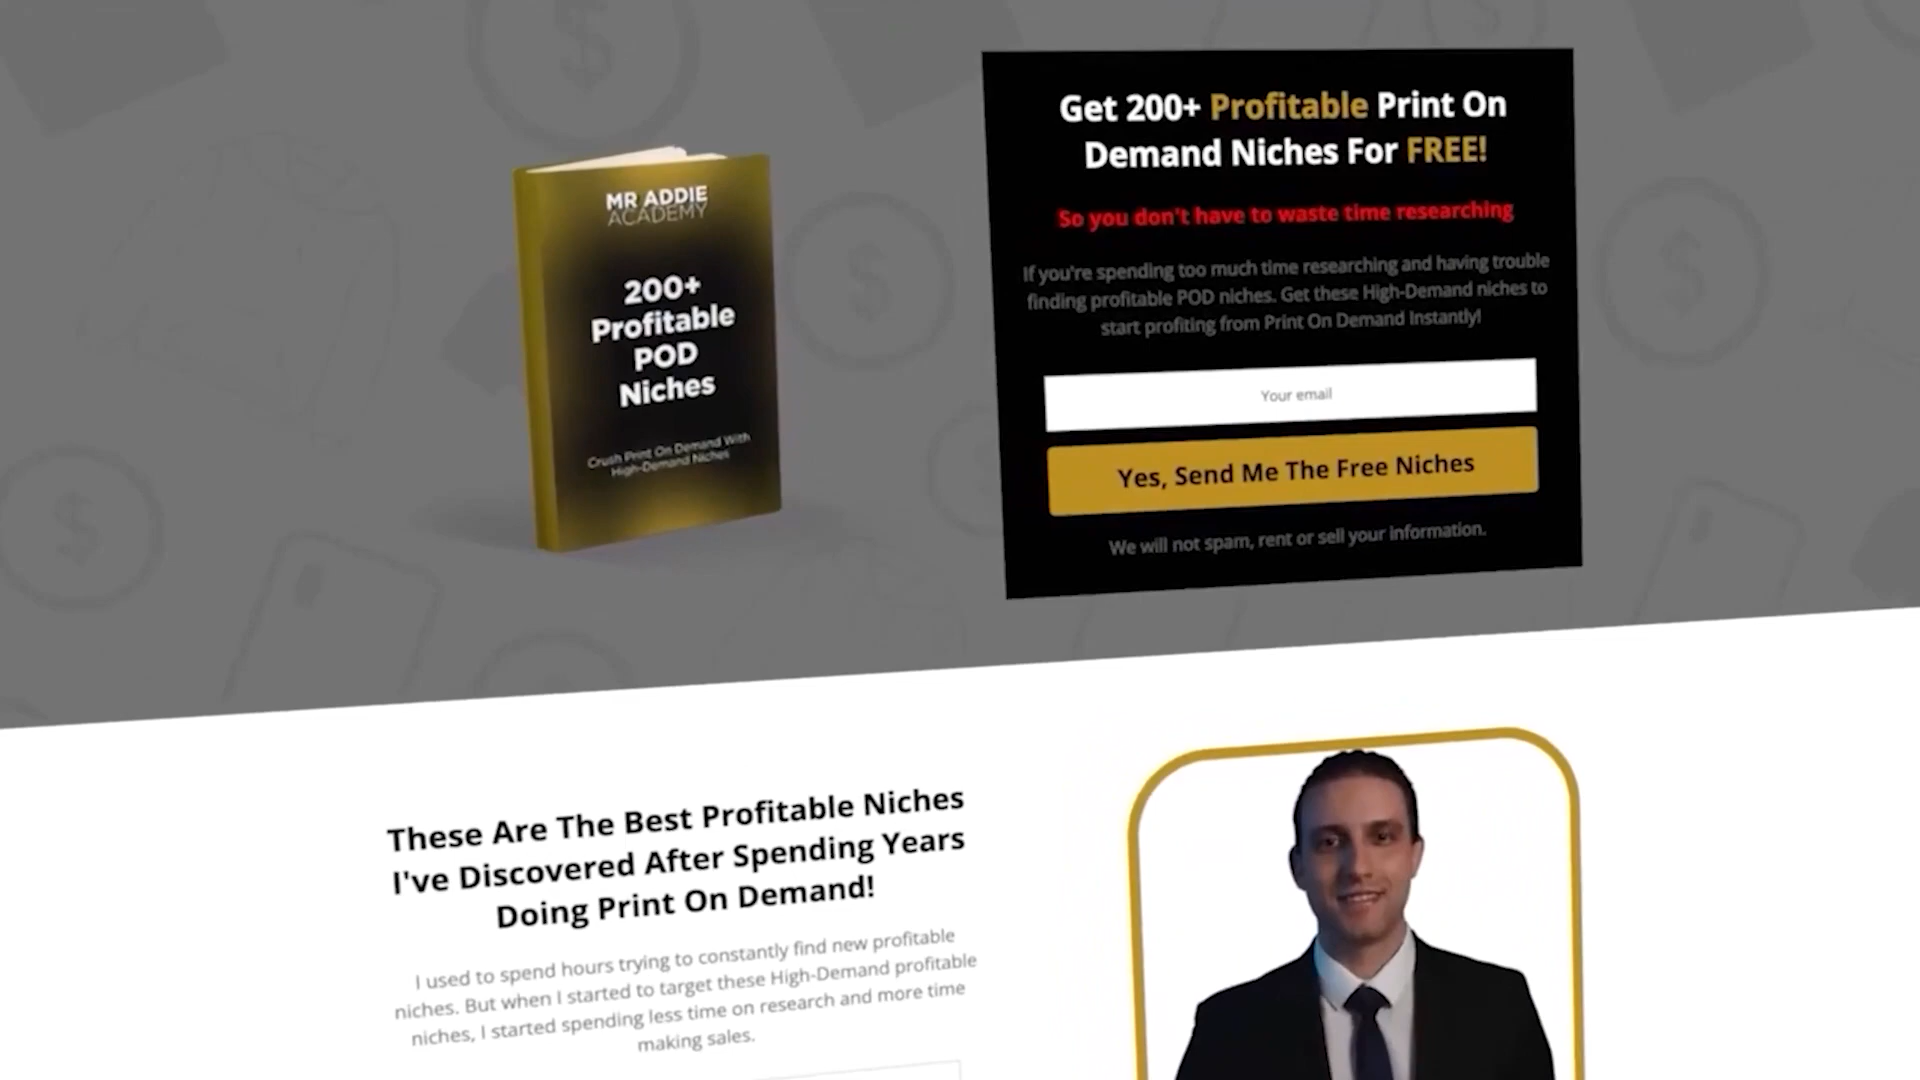 MR ADDIE
ACADEMY
200+
Profitable
POD
Niches
Crush Print On Demand With
High-Demand Niches
Get 200+ Profitable Print On
Demand Niches For FREE!
So you don't have to waste time researching
If you're spending too much time researching and having trouble
finding profitable POD niches. Get these High-Demand niches to
start profiting from Print On Demand Instantly!
Your email
Yes, Send Me The Free Niches
We will not spam, rent or sell your information.
These Are The Best Profitable Niches
I've Discovered After Spending Years
Doing Print On Demand!
I used to spend hours trying to constantly find new profitable
niches. But when I started to target these High-Demand profitable
niches, I started spending less time on research and more time
making sales.